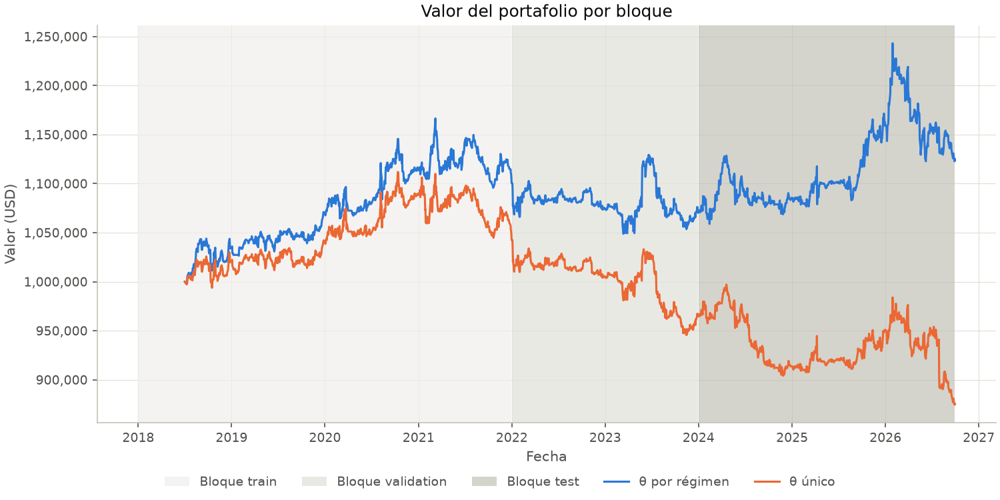 Valor del portafolio por bloque
Valor (USD)
1,250,000
1,200,000
1,150,000
1,100,000
1,050,000
1,000,000
950,000
900,000
2018 2019 2020 2021 2022 2023 2024 2025 2026 2027
Fecha
Bloque train Bloque validation Bloque test θ por régimen θ único